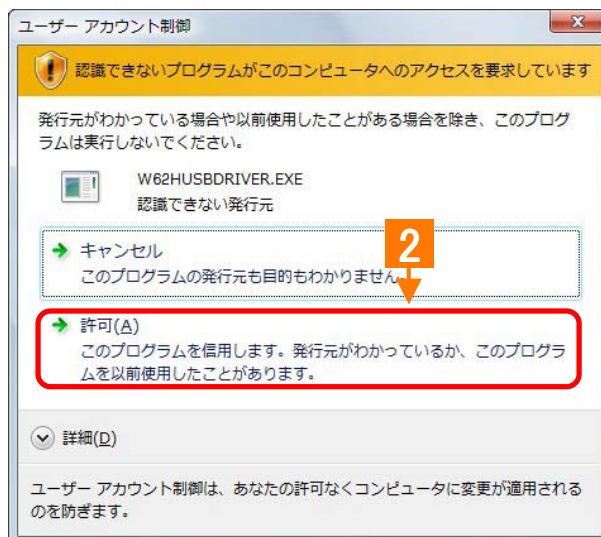 ユーザー アカウント制御
認識できないプログラムがこのコンピュータへのアクセスを要求しています
発行元がわかっている場合や以前使用したことがある場合を除き、このプログ
ラムは実行しないでください。
W62HUSBDRIVER.EXE
認識できない発行元
キャンセル
このプログラムの発行元も目的もわかりません。
2
許可(A)
このプログラムを信用します。発行元がわかっているか、このプログラ
ムを以前使用したことがあります。
詳細(D)
ユーザー アカウント制御は、あなたの許可なくコンピュータに変更が適用される
のを防ぎます。